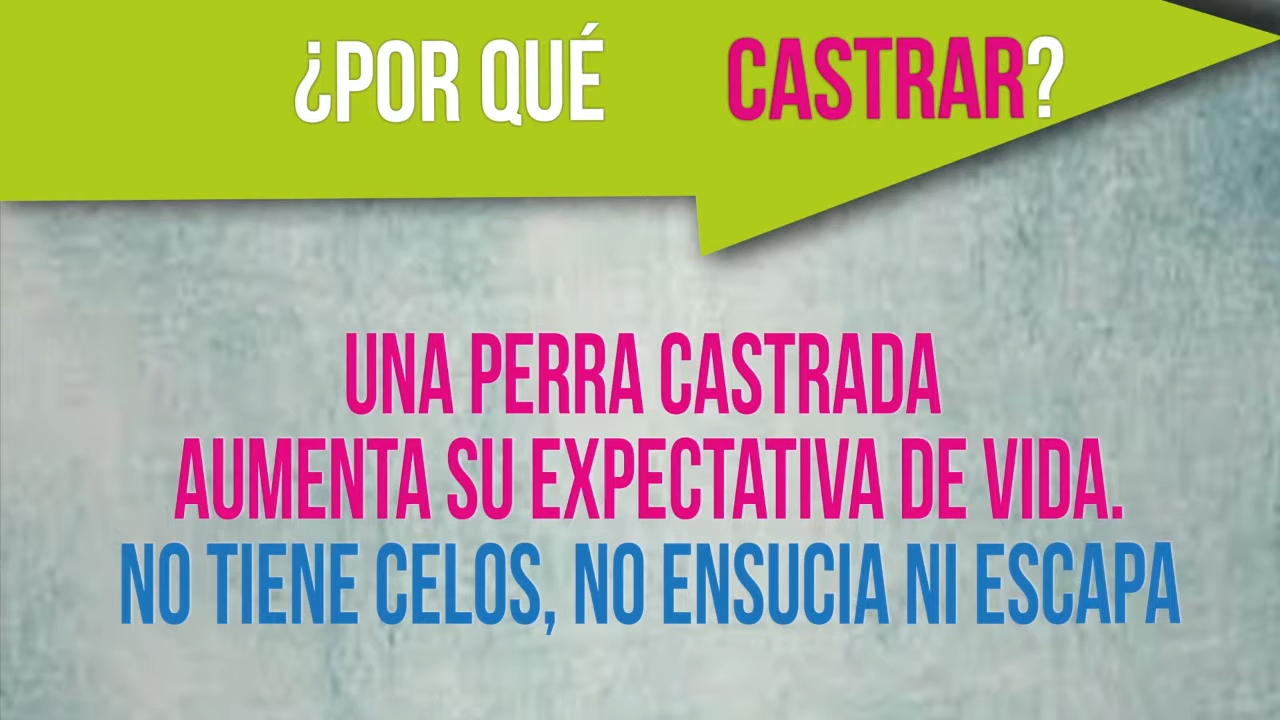 ¿POR QUÉ CASTRAR?
UNA PERRA CASTRADA
AUMENTA SU EXPECTATIVA DE VIDA.
NO TIENE CELOS, NO ENSUCIA NI ESCAPA